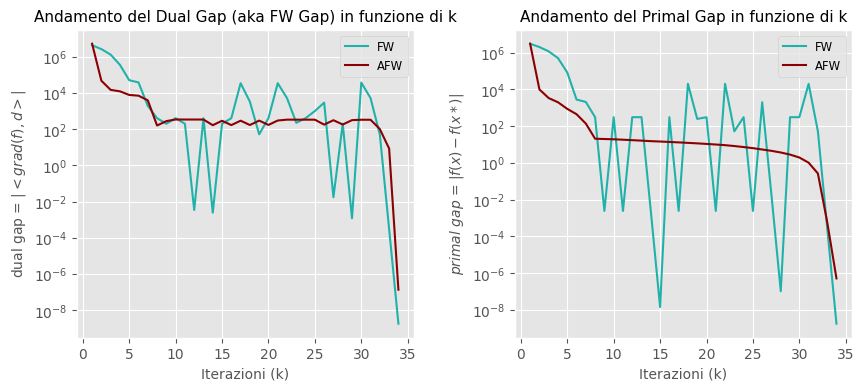 Andamento del Dual Gap (aka FW Gap) in funzione di k
dual gap = | < grad(f), d > |
10^6
10^4
10^2
10^0
10^−2
10^−4
10^−6
10^−8
FW
AFW
0 5 10 15 20 25 30 35
Iterazioni (k)
Andamento del Primal Gap in funzione di k
primal gap = |f(x) − f(x*)|
10^6
10^4
10^2
10^0
10^−2
10^−4
10^−6
10^−8
FW
AFW
0 5 10 15 20 25 30 35
Iterazioni (k)